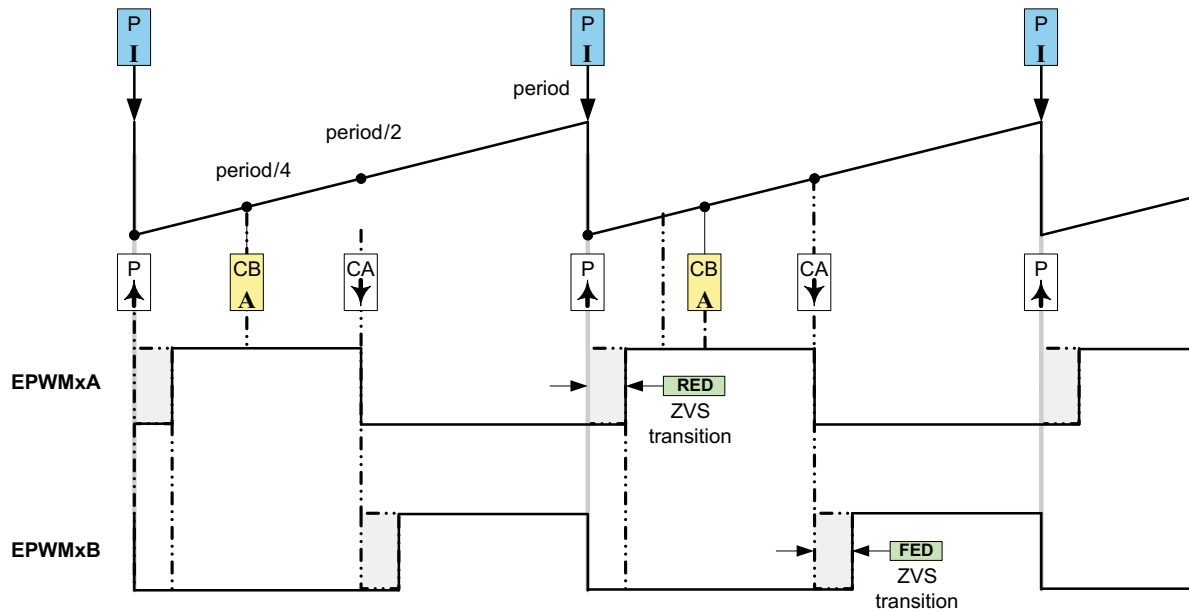 P
I
P
I
P
I
period
period/2
period/4
P
CB
A
CA
P
CB
A
CA
P
EPWMxA
RED
ZVS
transition
EPWMxB
FED
ZVS
transition